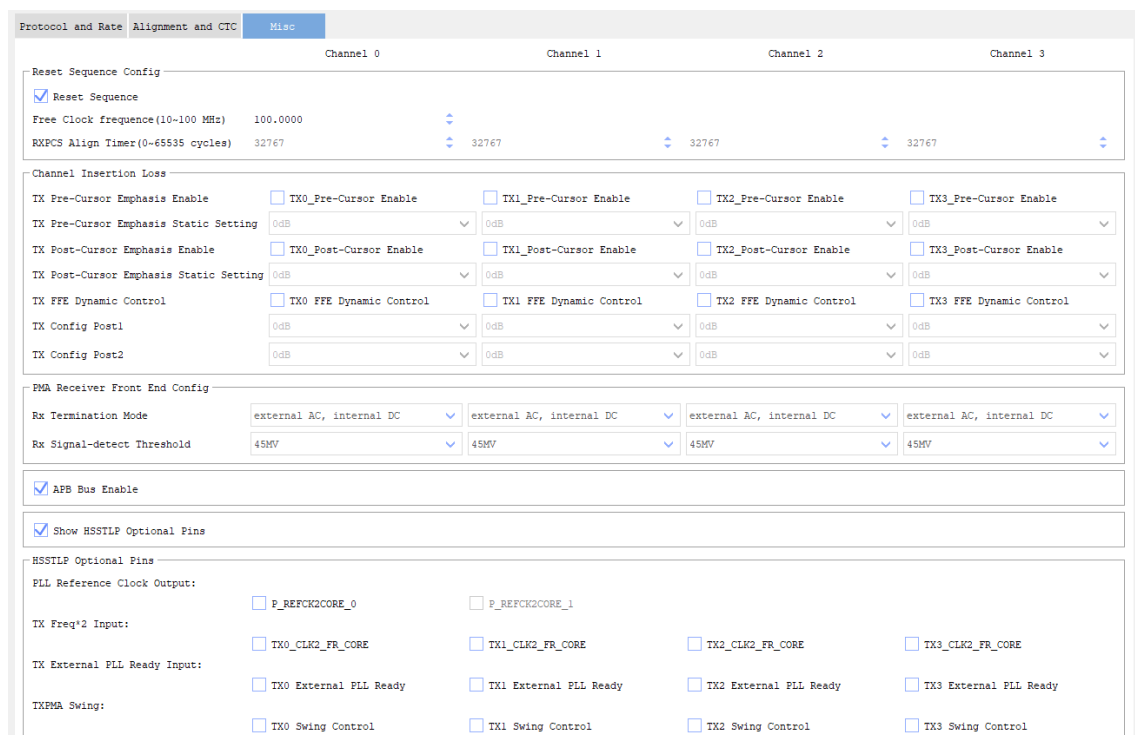 Protocol and Rate Alignment and CTC Misc
Channel 0 Channel 1 Channel 2 Channel 3
Reset Sequence Config
Reset Sequence
Free Clock frequence(10~100 MHz) 100.0000
RXPCS Align Timer(0~65535 cycles) 32767 32767 32767 32767
Channel Insertion Loss
TX Pre-Cursor Emphasis Enable TX0_Pre-Cursor Enable TX1_Pre-Cursor Enable TX2_Pre-Cursor Enable TX3_Pre-Cursor Enable
TX Pre-Cursor Emphasis Static Setting 0dB 0dB 0dB 0dB
TX Post-Cursor Emphasis Enable TX0_Post-Cursor Enable TX1_Post-Cursor Enable TX2_Post-Cursor Enable TX3_Post-Cursor Enable
TX Post-Cursor Emphasis Static Setting 0dB 0dB 0dB 0dB
TX FFE Dynamic Control TX0 FFE Dynamic Control TX1 FFE Dynamic Control TX2 FFE Dynamic Control TX3 FFE Dynamic Control
TX Config Post1 0dB 0dB 0dB 0dB
TX Config Post2 0dB 0dB 0dB 0dB
PMA Receiver Front End Config
Rx Termination Mode external AC, internal DC external AC, internal DC external AC, internal DC external AC, internal DC
Rx Signal-detect Threshold 45MV 45MV 45MV 45MV
APB Bus Enable
Show HSSTLP Optional Pins
HSSTLP Optional Pins
PLL Reference Clock Output:
P_REFCK2CORE_0 P_REFCK2CORE_1
TX Freq*2 Input:
TX0_CLK2_FR_CORE TX1_CLK2_FR_CORE TX2_CLK2_FR_CORE TX3_CLK2_FR_CORE
TX External PLL Ready Input:
TX0 External PLL Ready TX1 External PLL Ready TX2 External PLL Ready TX3 External PLL Ready
TXPMA Swing:
TX0 Swing Control TX1 Swing Control TX2 Swing Control TX3 Swing Control